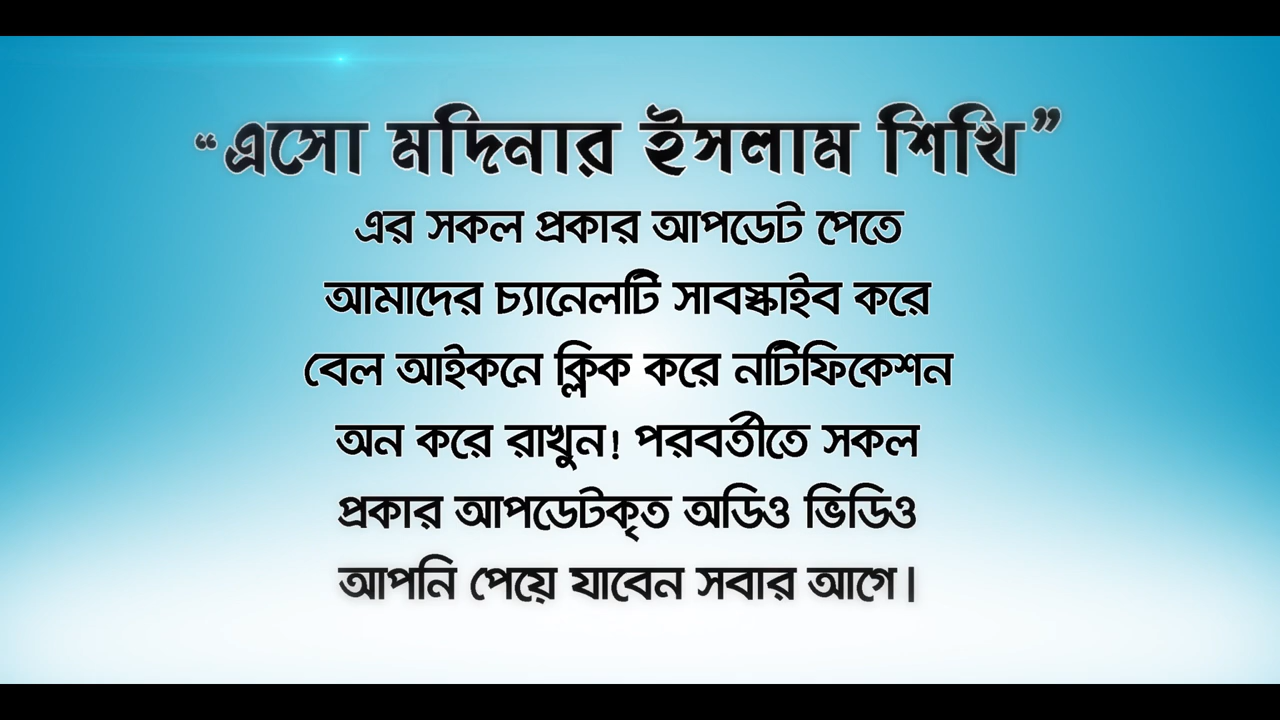 “এসো মদিনার ইসলাম শিখি”
এর সকল প্রকার আপডেট পেতে
আমাদের চ্যানেলটি সাবস্ক্রাইব করে
বেল আইকনে ক্লিক করে নটিফিকেশন
অন করে রাখুন! পরবর্তীতে সকল
প্রকার আপডেটকৃত অডিও ভিডিও
আপনি পেয়ে যাবেন সবার আগে।